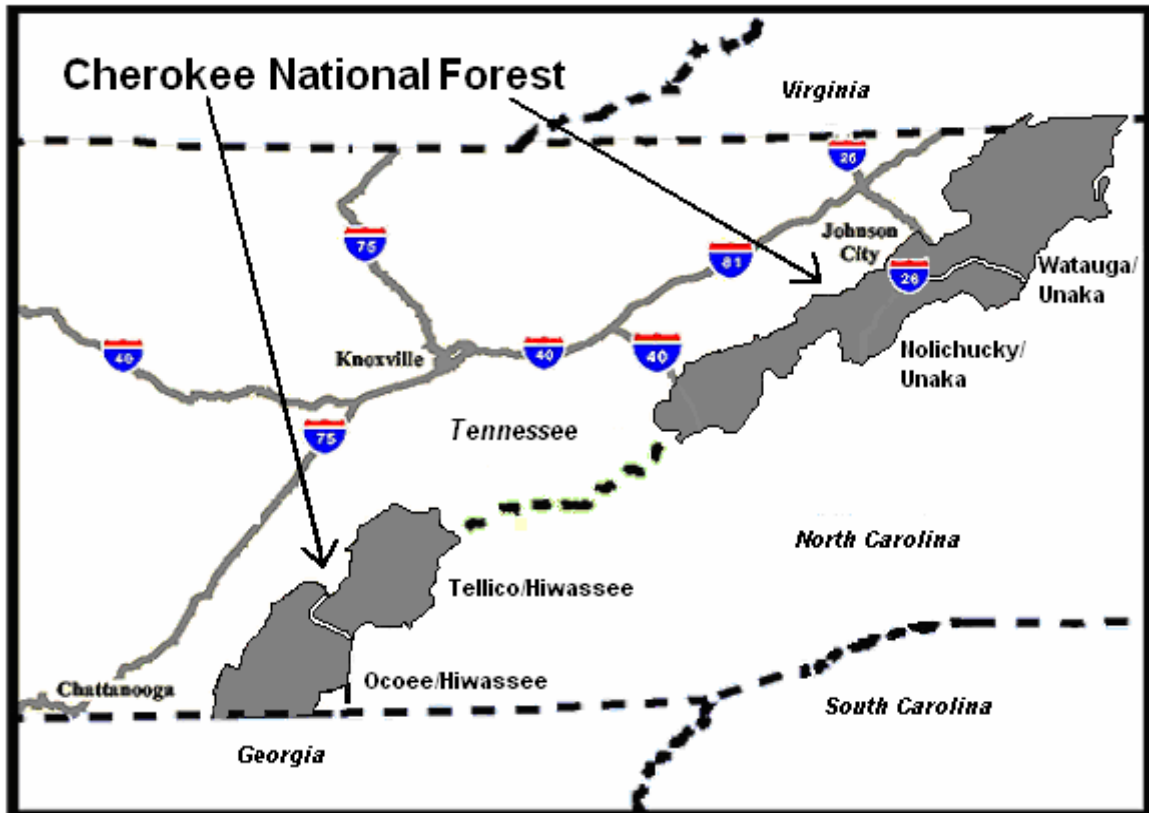 Cherokee National Forest
Virginia
26
Johnson
City
75
81
26
Watauga/
Unaka
40
Knoxville
40
40
Nolichucky/
Unaka
75
Tennessee
North Carolina
Tellico/Hiwassee
Ocoee/Hiwassee
Chattanooga
South Carolina
Georgia